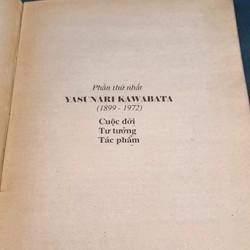 Phần thứ nhất
YASUNARI KAWABATA
(1899 - 1972)
Cuộc đời
Tư tưởng
Tác phẩm